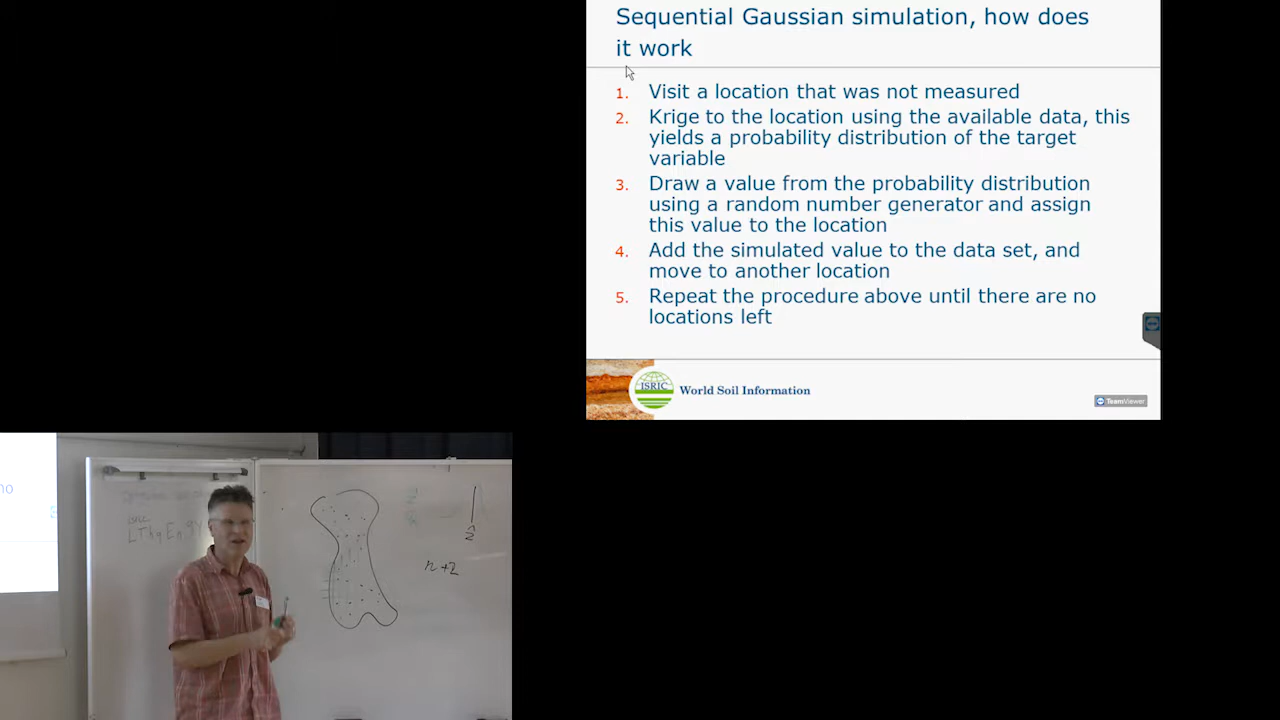 Sequential Gaussian simulation, how does
it work
1. Visit a location that was not measured
2. Krige to the location using the available data, this
yields a probability distribution of the target
variable
3. Draw a value from the probability distribution
using a random number generator and assign
this value to the location
4. Add the simulated value to the data set, and
move to another location
5. Repeat the procedure above until there are no
locations left
ISRIC
World Soil Information
TeamViewer
no
ISRIC
n+2